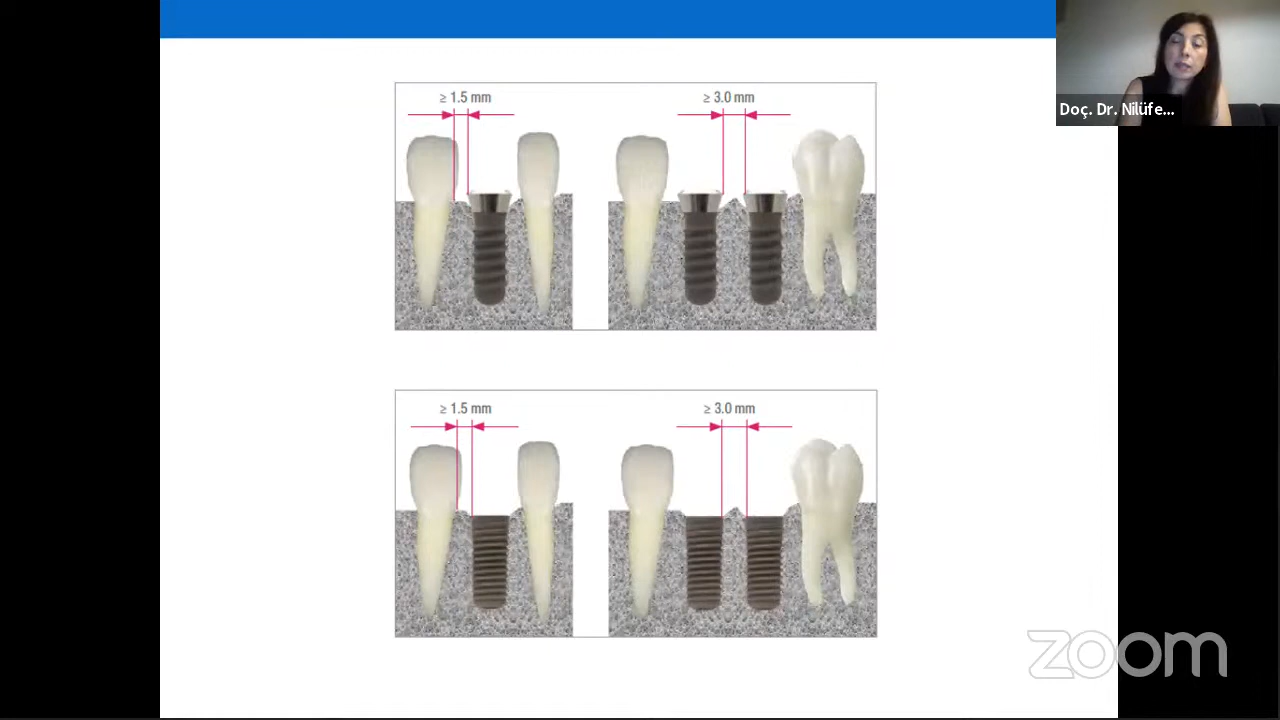 ≥ 1.5 mm
≥ 3.0 mm
Doç. Dr. Nilüfe...
≥ 1.5 mm
≥ 3.0 mm
zoom